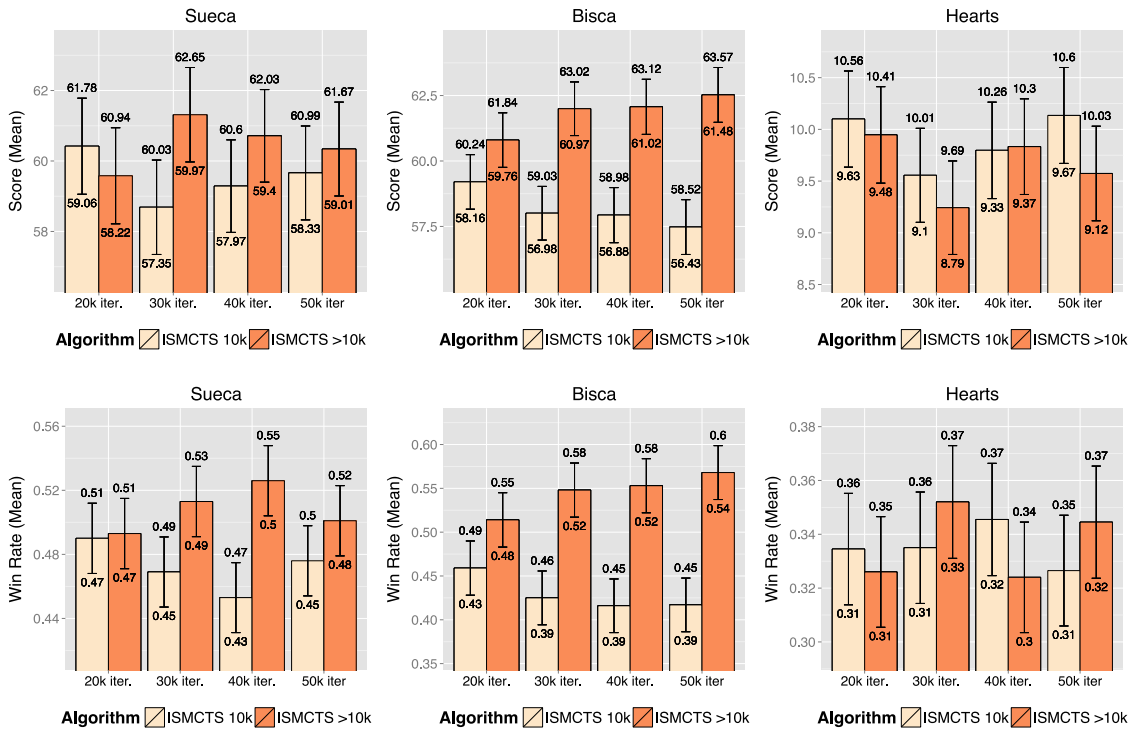 Sueca
Bisca
Hearts
Score (Mean)
62
60
58
61.78
60.94
62.65
60.03
62.03
60.6
60.99
61.67
59.06
58.22
57.35
59.97
57.97
59.4
58.33
59.01
20k iter.
30k iter.
40k iter.
50k iter
Algorithm ISMCTS 10k ISMCTS >10k
Score (Mean)
62.5
60.0
57.5
60.24
61.84
59.03
63.02
58.98
63.12
58.52
63.57
58.16
59.76
56.98
60.97
56.88
61.02
56.43
61.48
20k iter.
30k iter.
40k iter.
50k iter
Algorithm ISMCTS 10k ISMCTS >10k
Score (Mean)
10.5
10.0
9.5
9.0
8.5
10.56
10.41
10.01
9.69
10.26
10.3
10.6
10.03
9.63
9.48
9.1
8.79
9.33
9.37
9.67
9.12
20k iter.
30k iter.
40k iter.
50k iter
Algorithm ISMCTS 10k ISMCTS >10k
Sueca
Bisca
Hearts
Win Rate (Mean)
0.56
0.52
0.48
0.44
0.51
0.51
0.49
0.53
0.47
0.55
0.5
0.52
0.47
0.47
0.45
0.49
0.43
0.5
0.45
0.48
20k iter.
30k iter.
40k iter.
50k iter
Algorithm ISMCTS 10k ISMCTS >10k
Win Rate (Mean)
0.60
0.55
0.50
0.45
0.40
0.35
0.49
0.55
0.46
0.58
0.45
0.58
0.45
0.6
0.43
0.48
0.39
0.52
0.39
0.52
0.39
0.54
20k iter.
30k iter.
40k iter.
50k iter
Algorithm ISMCTS 10k ISMCTS >10k
Win Rate (Mean)
0.38
0.36
0.34
0.32
0.30
0.36
0.35
0.36
0.37
0.37
0.34
0.35
0.37
0.31
0.31
0.31
0.33
0.32
0.3
0.31
0.32
20k iter.
30k iter.
40k iter.
50k iter
Algorithm ISMCTS 10k ISMCTS >10k